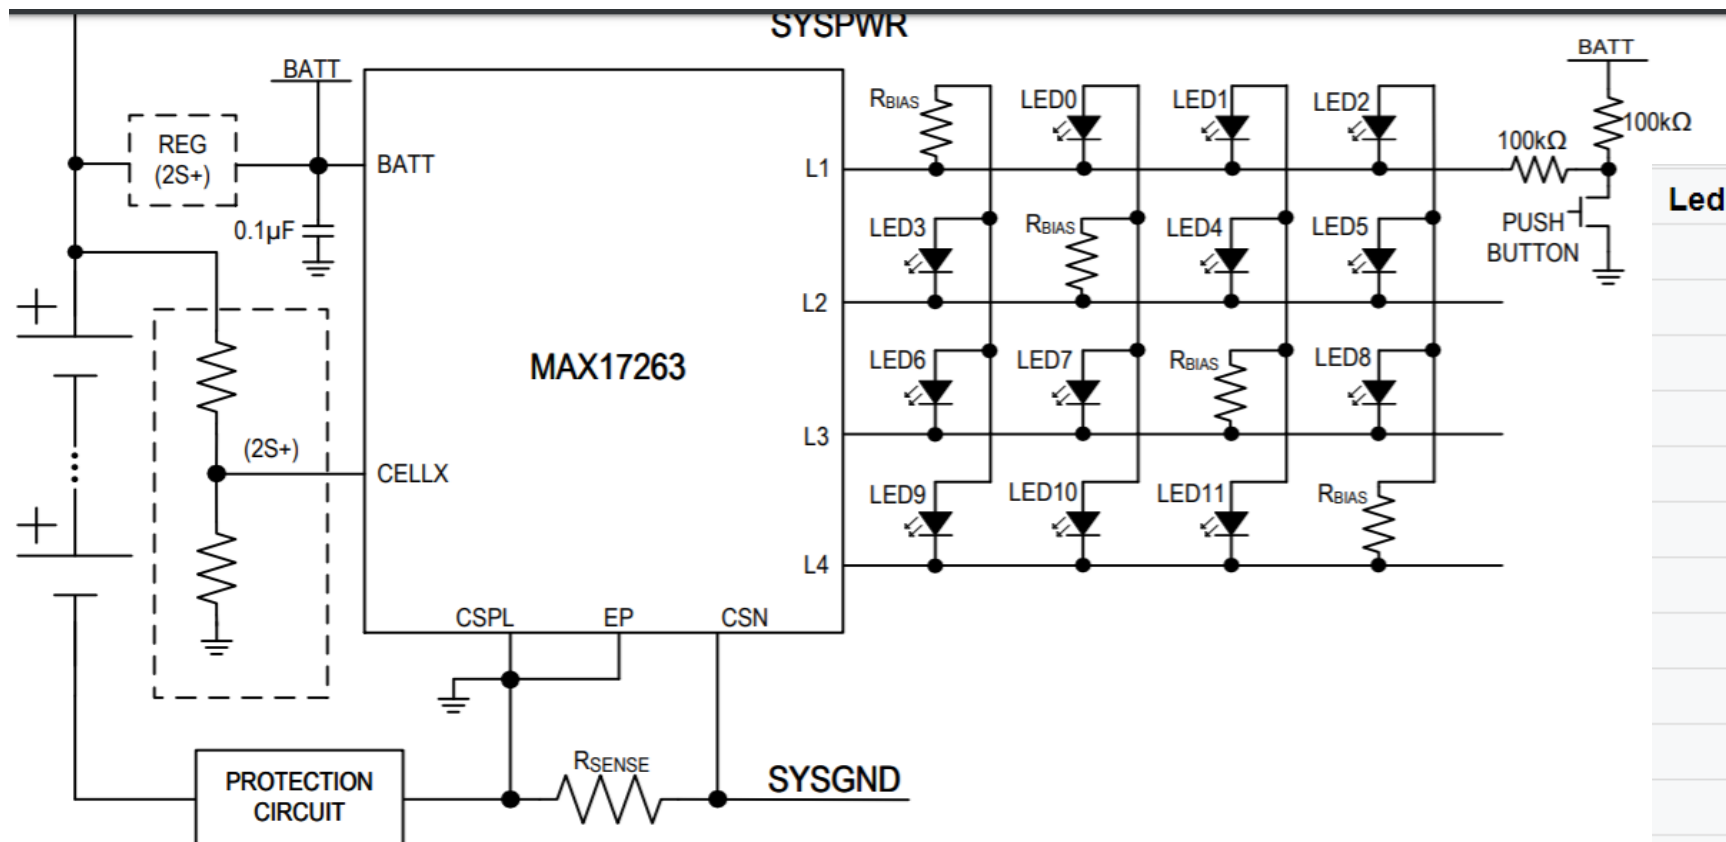 SYSPWR
BATT
BATT
REG
(2S+)
BATT
0.1µF
RBIAS
LED0
LED1
LED2
100kΩ
100kΩ
L1
Led
LED3
RBIAS
LED4
LED5
PUSH
BUTTON
L2
+
LED6
LED7
RBIAS
LED8
MAX17263
L3
(2S+)
CELLX
LED9
LED10
LED11
RBIAS
+
L4
CSPL
EP
CSN
RSENSE
SYSGND
PROTECTION
CIRCUIT